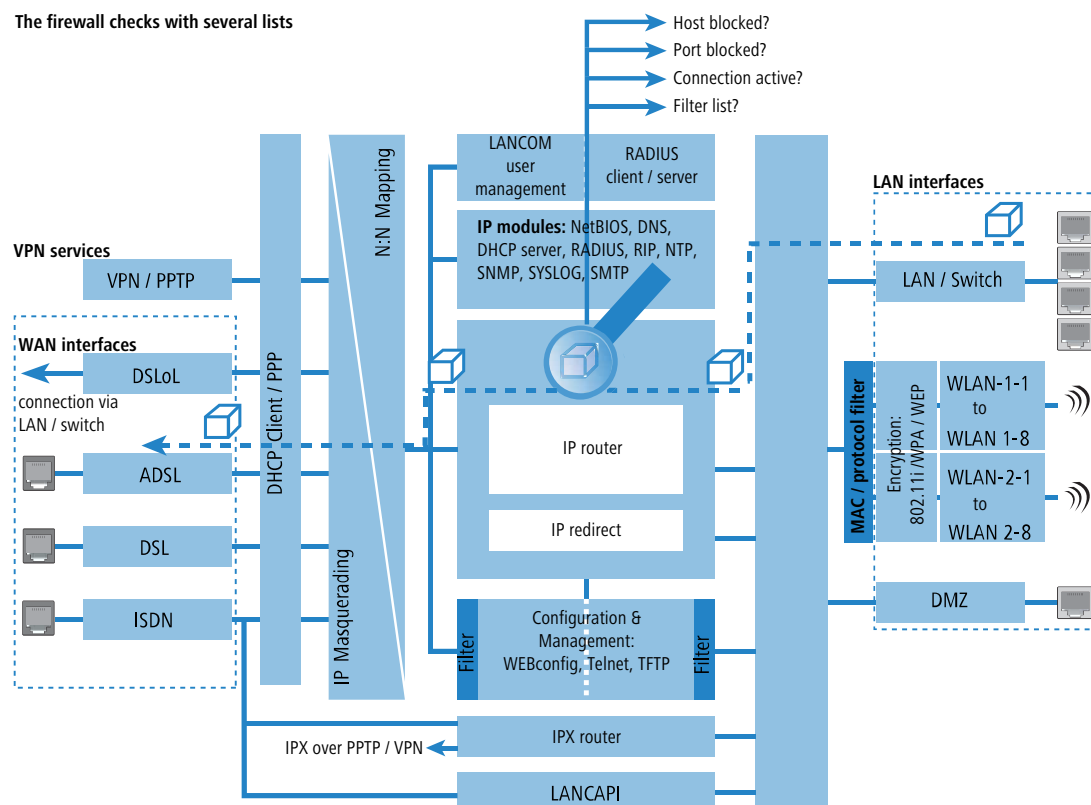 The firewall checks with several lists
Host blocked?
Port blocked?
Connection active?
Filter list?
LANCOM
user
management
RADIUS
client / server
N:N Mapping
IP modules: NetBIOS, DNS,
DHCP server, RADIUS, RIP, NTP,
SNMP, SYSLOG, SMTP
LAN interfaces
VPN services
VPN / PPTP
LAN / Switch
WAN interfaces
DSLoL
connection via
LAN / switch
DHCP Client / PPP
MAC / protocol filter
Encryption:
802.11i /WPA / WEP
WLAN-1-1
to
WLAN 1-8
IP router
ADSL
WLAN-2-1
to
WLAN 2-8
IP redirect
DSL
ISDN
IP Masquerading
DMZ
Filter
Configuration &
Management:
WEBconfig, Telnet, TFTP
Filter
IPX over PPTP / VPN
IPX router
LANCAPI